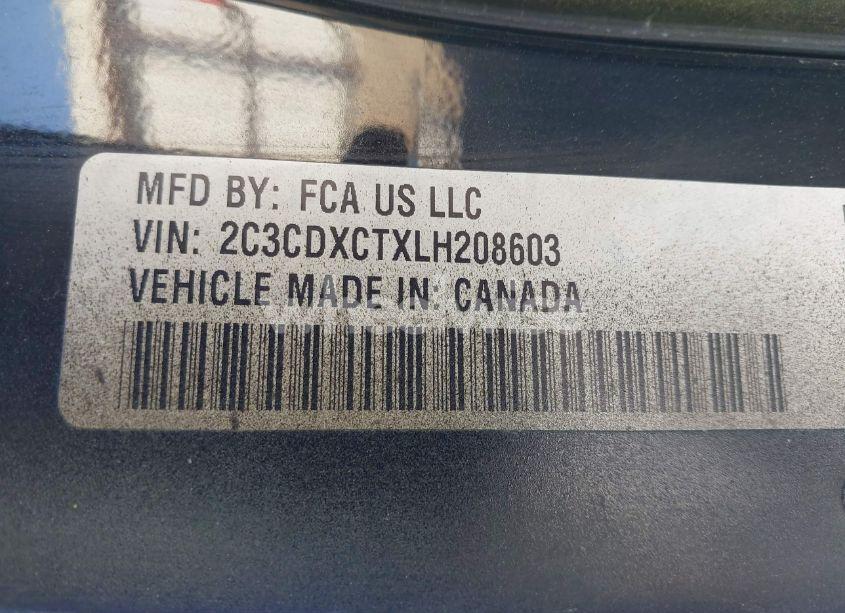 MFD BY: FCA US LLC
VIN: 2C3CDXCTXLH208603
VEHICLE MADE IN: CANADA